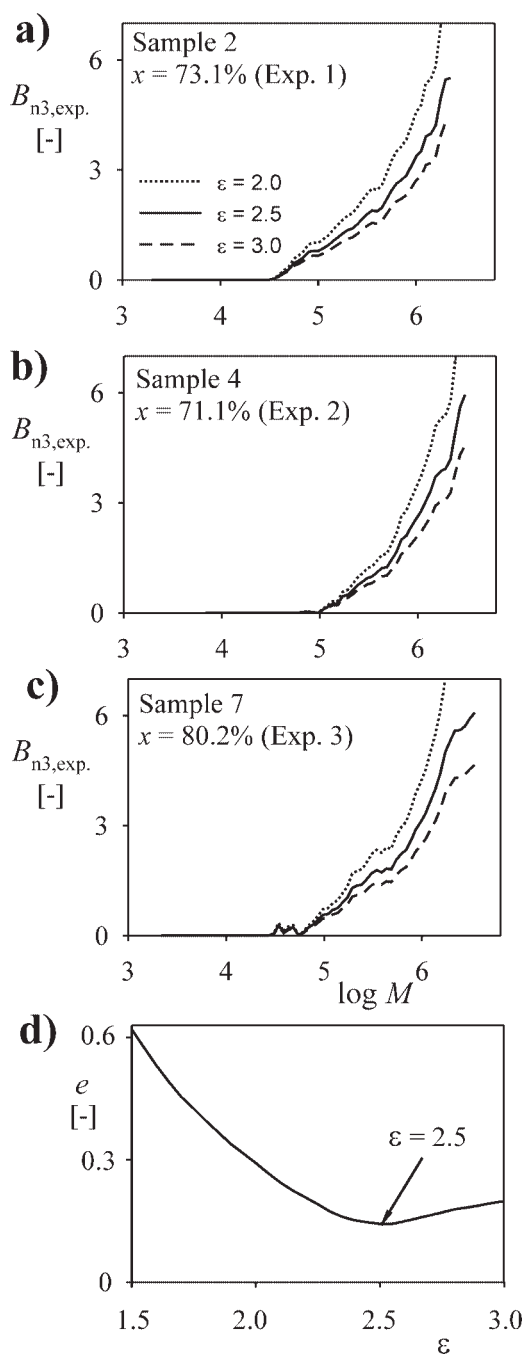 a)
Sample 2
x = 73.1% (Exp. 1)
B n3,exp.
[-]
ε = 2.0
ε = 2.5
ε = 3.0
6
3
0
3 4 5 6
b)
Sample 4
x = 71.1% (Exp. 2)
B n3,exp.
[-]
6
3
0
3 4 5 6
c)
Sample 7
x = 80.2% (Exp. 3)
B n3,exp.
[-]
6
3
0
3 4 5 6
log M
d)
e
[-]
0.6
0.3
0
ε = 2.5
1.5 2.0 2.5 3.0
ε